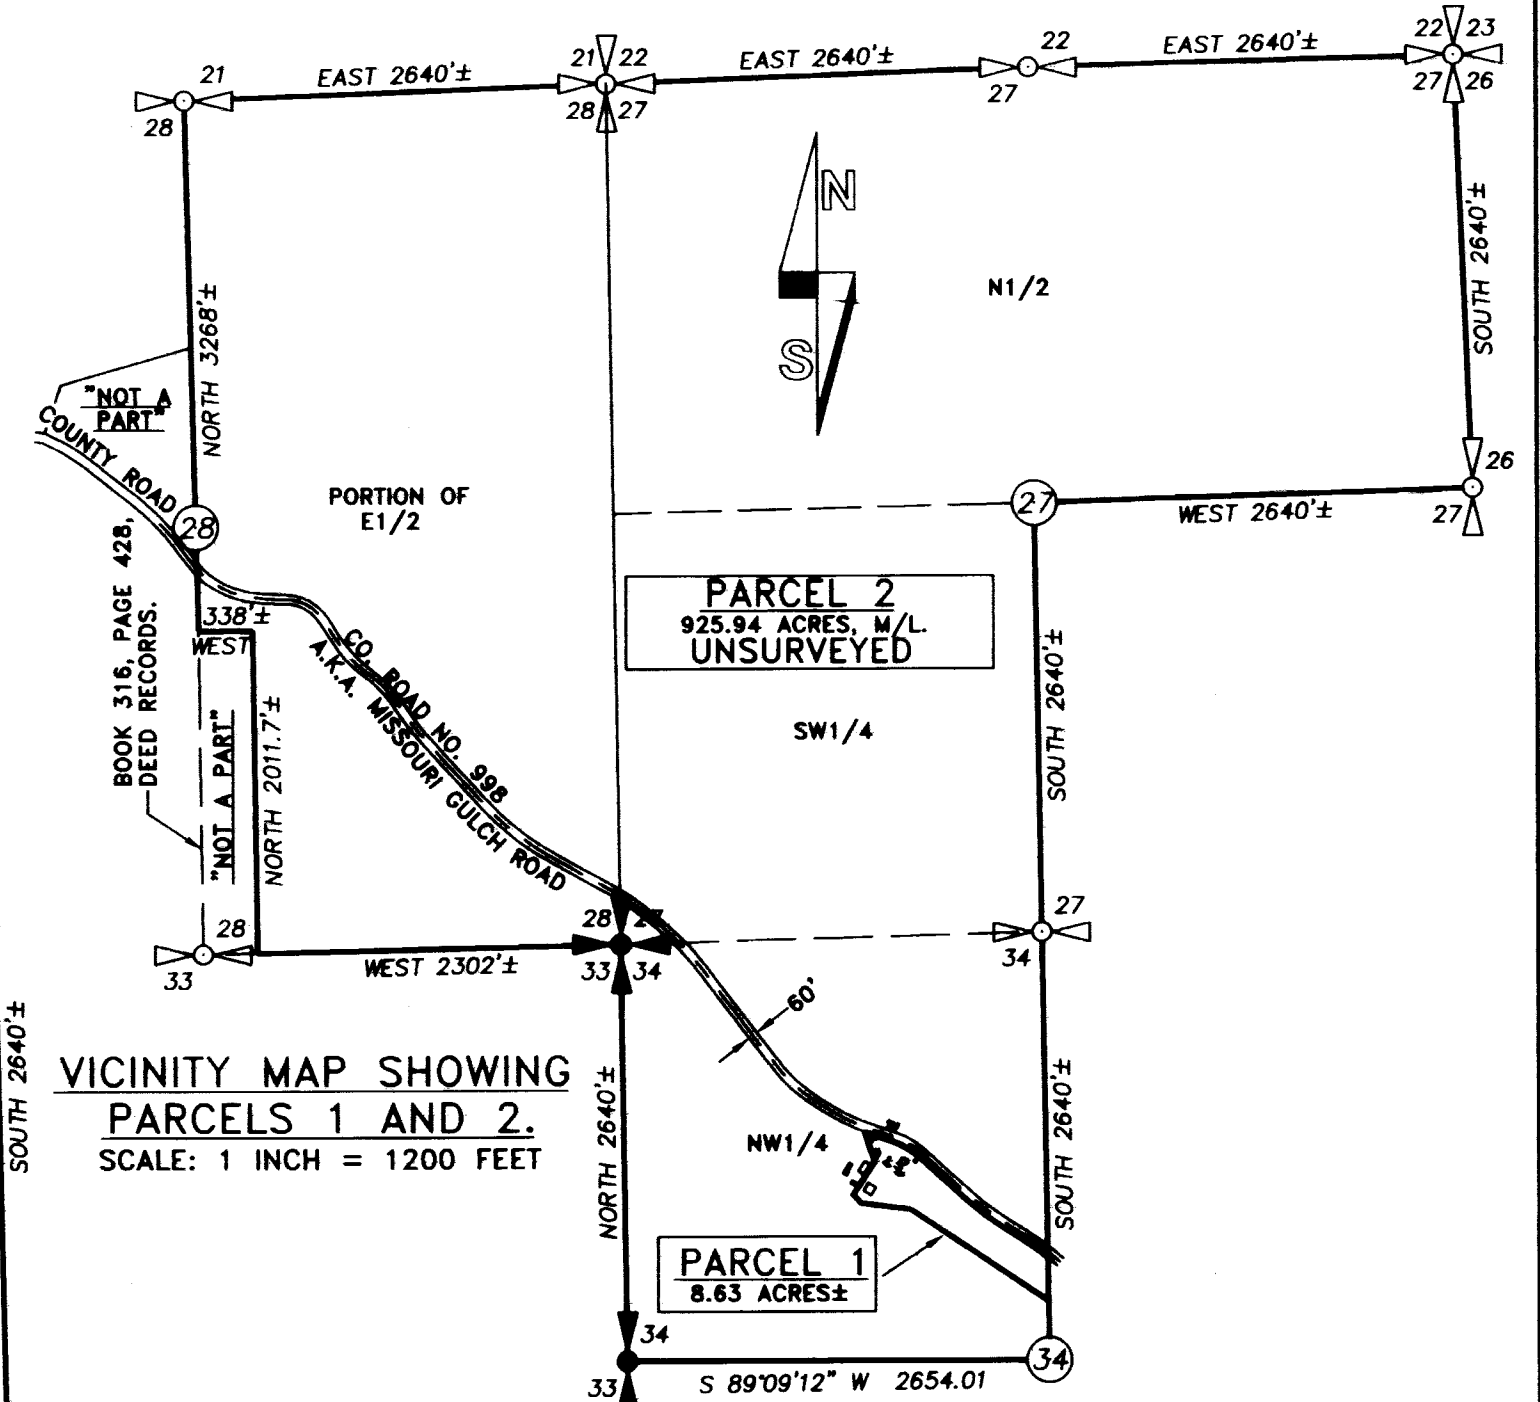 21
EAST 2640'±
21 22
EAST 2640'±
22
EAST 2640'±
22 23
28
28 27
27
27 26
N
S
N1/2
SOUTH 2640'±
NORTH 3268'±
"NOT A
PART"
COUNTY ROAD
28
PORTION OF
E1/2
27
WEST 2640'±
26
27
BOOK 316, PAGE 428,
DEED RECORDS.
338'±
WEST
PARCEL 2
925.94 ACRES, M/L.
UNSURVEYED
CO. ROAD NO. 998
A.K.A. MISSOURI GULCH ROAD
SW1/4
SOUTH 2640'±
"NOT A PART"
NORTH 2011.7'±
28
33
WEST 2302'±
28 27
33 34
27
34
60'
SOUTH 2640'±
VICINITY MAP SHOWING
PARCELS 1 AND 2.
SCALE: 1 INCH = 1200 FEET
NORTH 2640'±
NW1/4
SOUTH 2640'±
PARCEL 1
8.63 ACRES±
34
33
S 89°09'12" W 2654.01
34